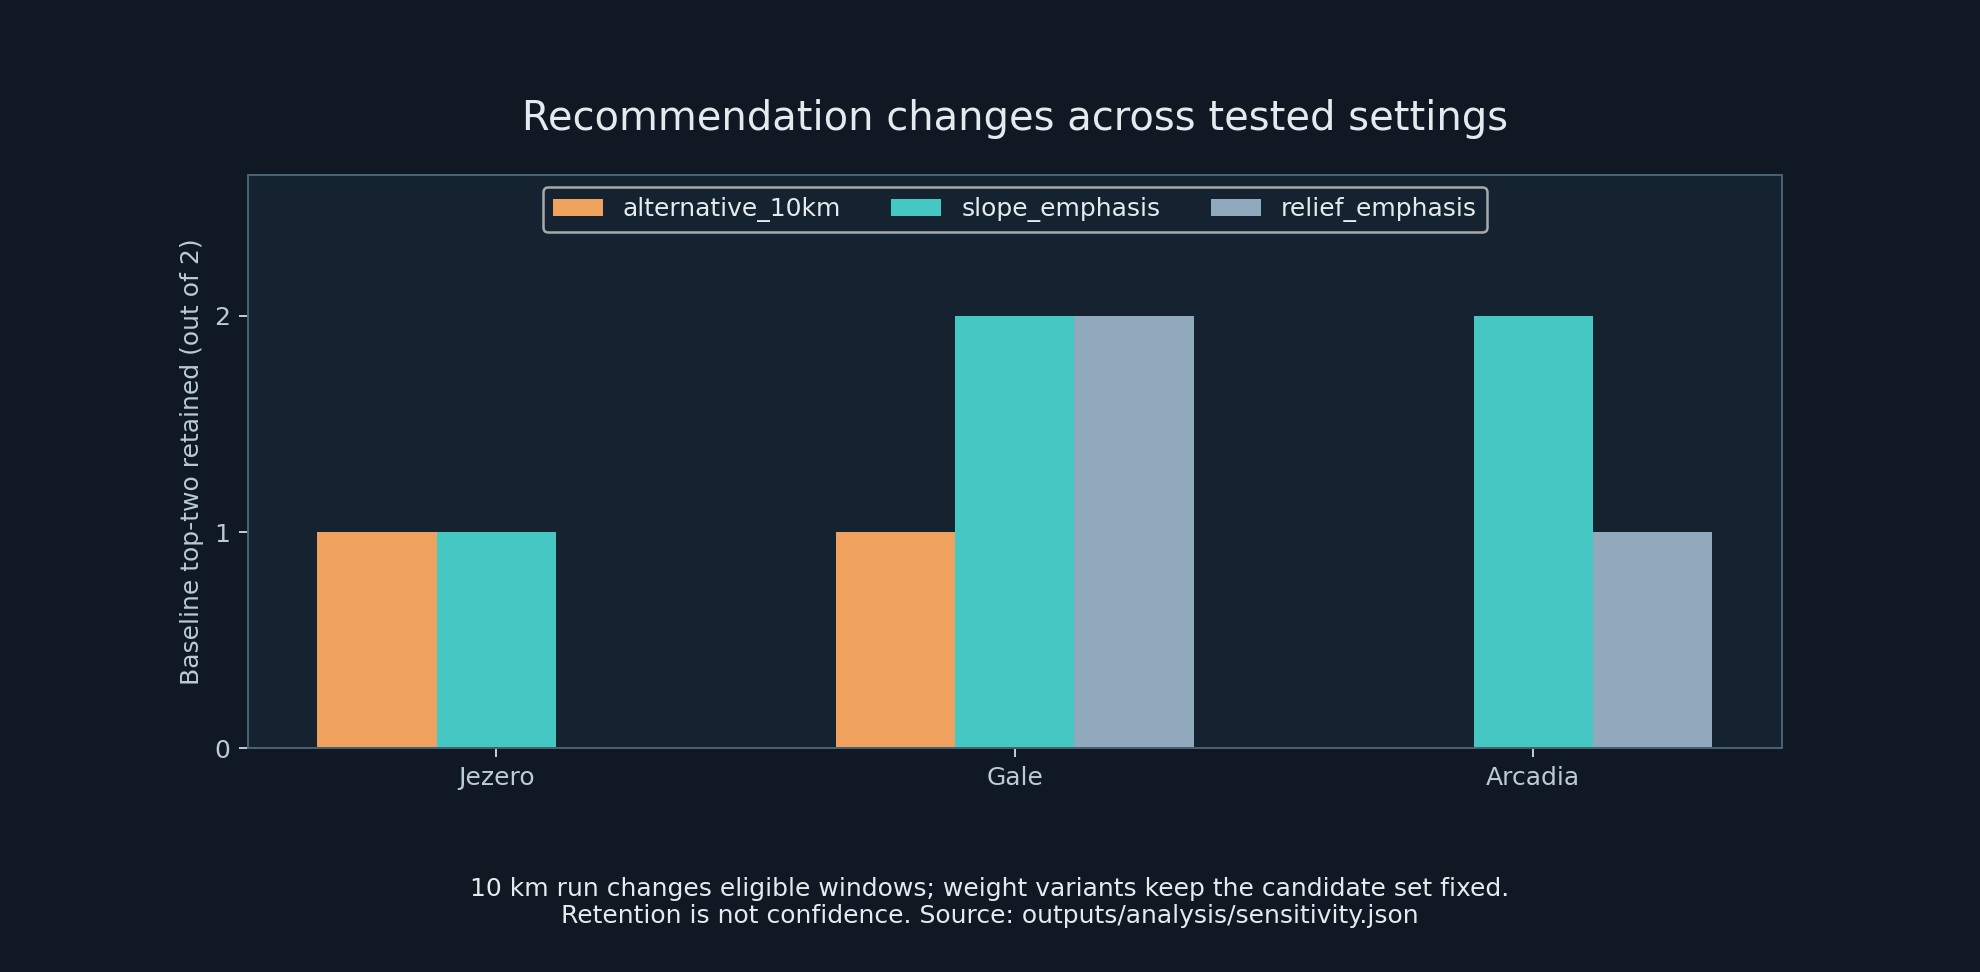 Recommendation changes across tested settings
alternative_10km
slope_emphasis
relief_emphasis
Baseline top-two retained (out of 2)
2
1
0
Jezero
Gale
Arcadia
10 km run changes eligible windows; weight variants keep the candidate set fixed.
Retention is not confidence. Source: outputs/analysis/sensitivity.json